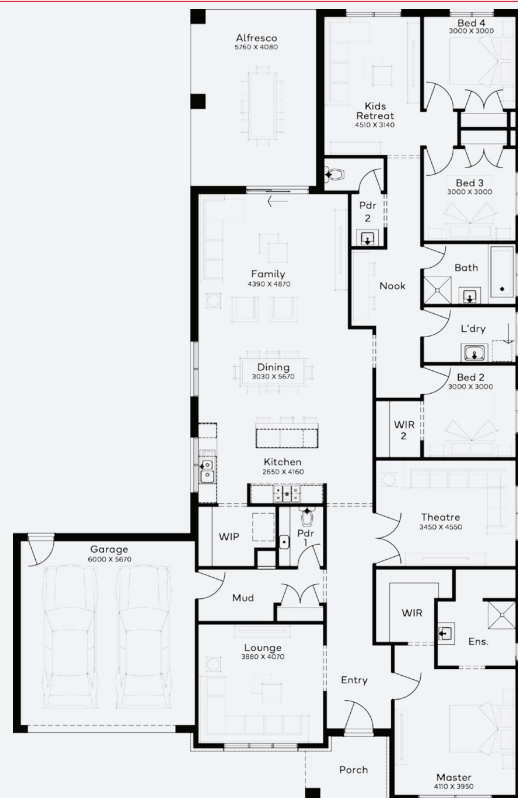 Alfresco
5760 X 4080
Bed 4
3000 X 3000
Kids
Retreat
4510 X 3140
Bed 3
3000 X 3000
Pdr
2
Family
4390 X 4870
Nook
Bath
L'dry
Dining
3030 X 5670
Bed 2
3000 X 3000
WIR
2
Kitchen
2650 X 4160
Theatre
3450 X 4550
WIP
Pdr
1
Garage
6000 X 5670
Mud
WIR
Ens.
Lounge
3880 X 4070
Entry
Porch
Master
4110 X 3950